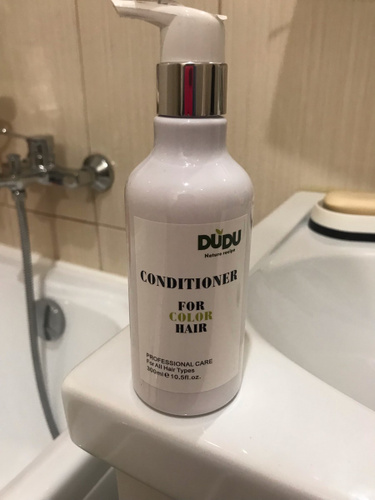 DUDU
Nature recipe
CONDITIONER
FOR
COLOR
HAIR
PROFESSIONAL CARE
For All Hair Types
300ml e 10.5fl.oz.